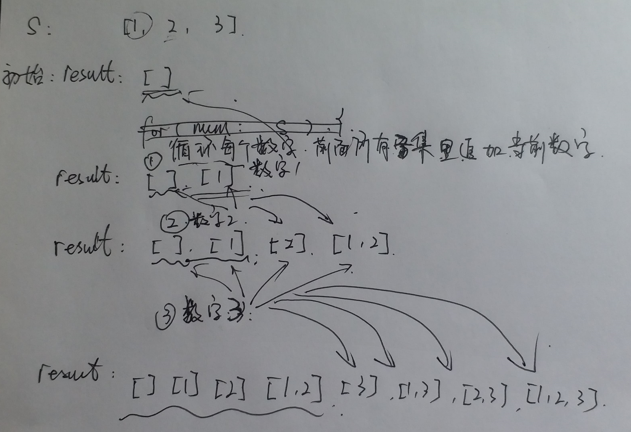 S: [1, 2, 3].
初始: result: [ ]
for ( num : S ) {
① 循环每个数字. 前面所有子集里追加当前数字.
result: [ ] . [1] 数字1
② 数字2
result: [ ]. [1] , [2]. [1,2].
③ 数字3:
result: [] [1] [2] [1,2] . [3] , [1,3] , [2,3] , [1,2,3].